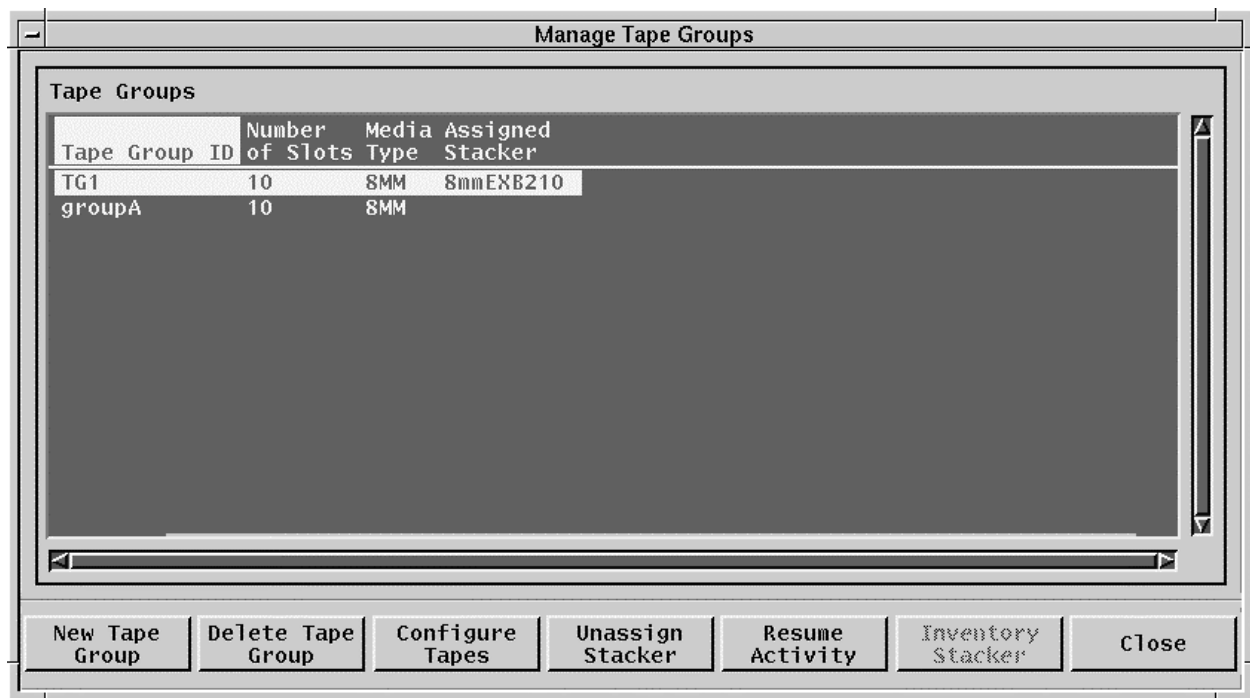 Manage Tape Groups
Tape Groups
Number Media Assigned
Tape Group ID of Slots Type Stacker
TG1 10 8MM 8mmEXB210
groupA 10 8MM
New Tape Group
Delete Tape Group
Configure Tapes
Unassign Stacker
Resume Activity
Inventory Stacker
Close